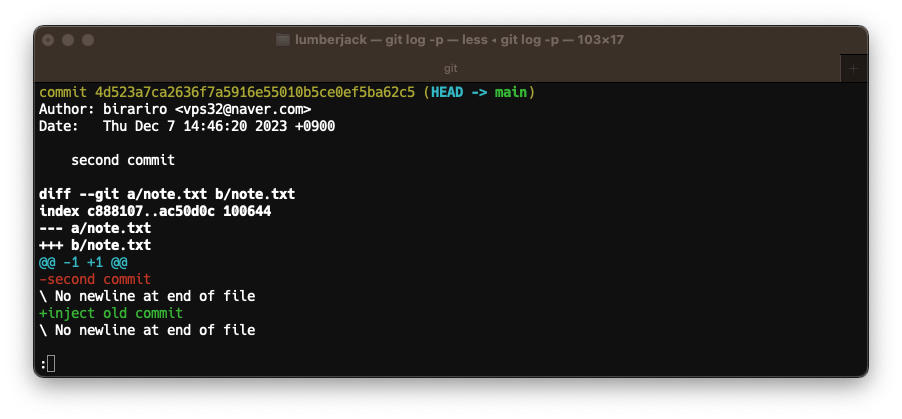 lumberjack — git log -p — less ◂ git log -p — 103×17
git
+
commit 4d523a7ca2636f7a5916e55010b5ce0ef5ba62c5 (HEAD -> main)
Author: birariro <vps32@naver.com>
Date:   Thu Dec 7 14:46:20 2023 +0900
    second commit
diff --git a/note.txt b/note.txt
index c888107..ac50d0c 100644
--- a/note.txt
+++ b/note.txt
@@ -1 +1 @@
-second commit
\ No newline at end of file
+inject old commit
\ No newline at end of file
: